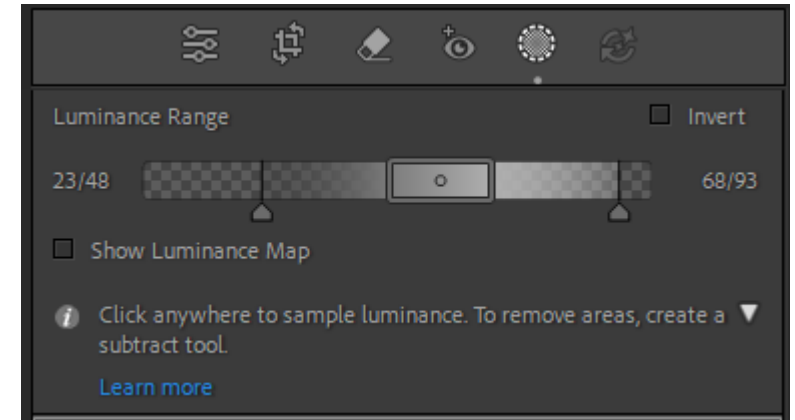 Luminance Range
Invert
23/48
68/93
Show Luminance Map
Click anywhere to sample luminance. To remove areas, create a
subtract tool.
Learn more